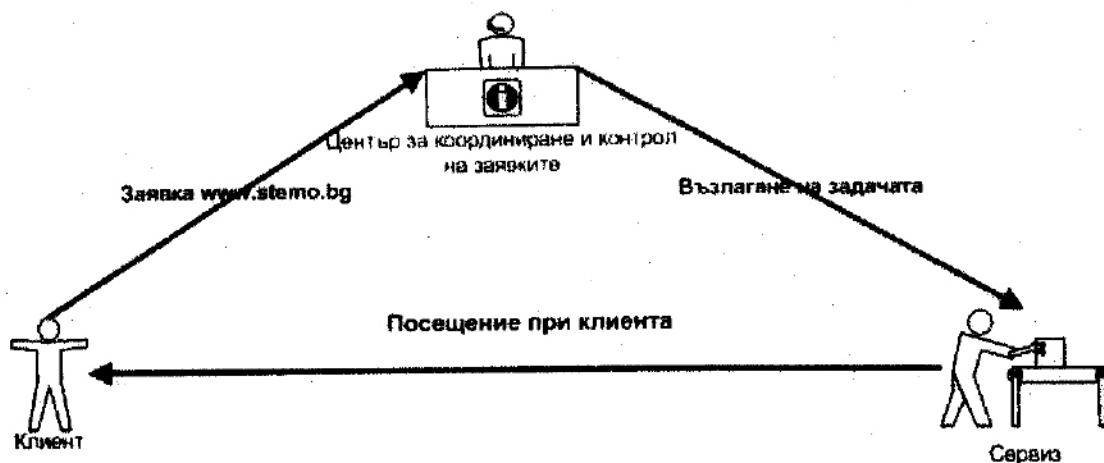 Център за координиране и контрол
на заявките
Заявка www.stemo.bg
Възлагане на задачата
Посещение при клиента
Клиент
Сервиз